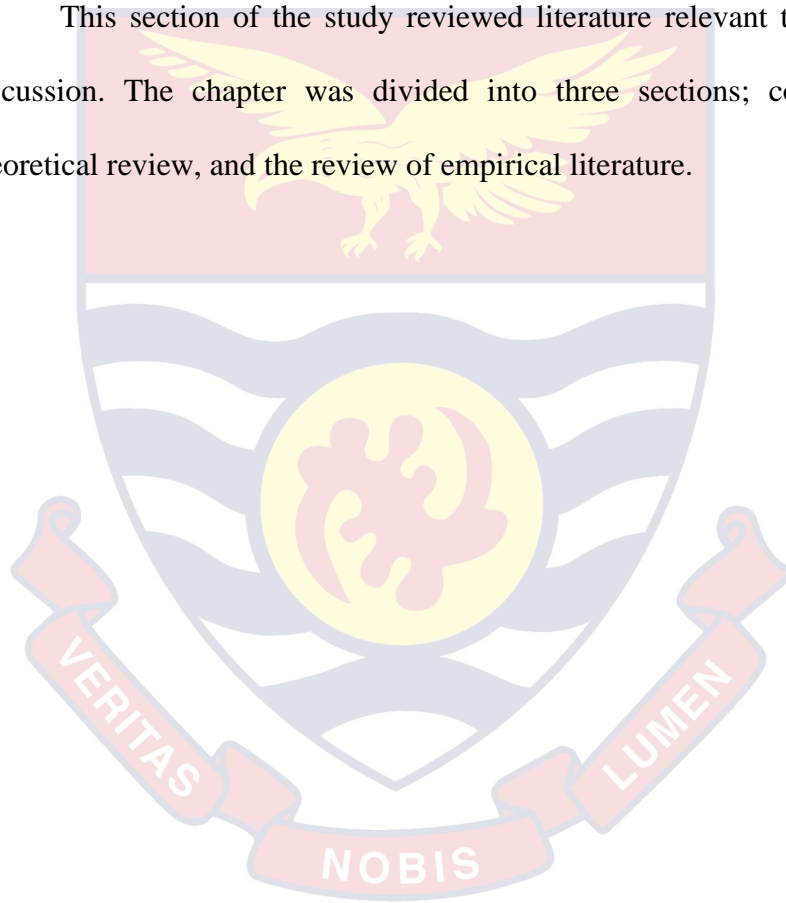 This section of the study reviewed literature relevant t
cussion. The chapter was divided into three sections; co
eoretical review, and the review of empirical literature.
VERITAS
NOBIS
LUMEN